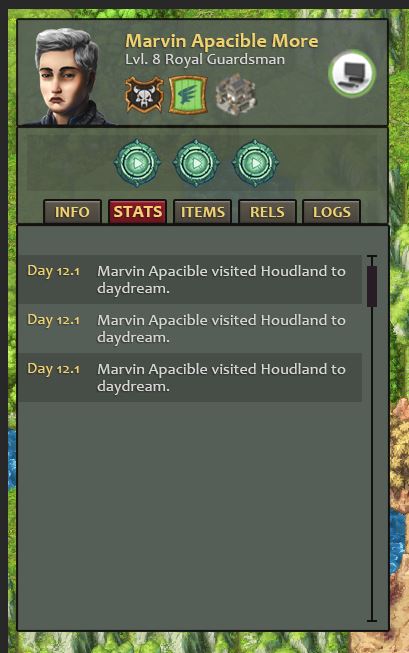 Marvin Apacible More
Lvl. 8 Royal Guardsman
INFO STATS ITEMS RELS LOGS
Day 12.1 Marvin Apacible visited Houdland to
daydream.
Day 12.1 Marvin Apacible visited Houdland to
daydream.
Day 12.1 Marvin Apacible visited Houdland to
daydream.